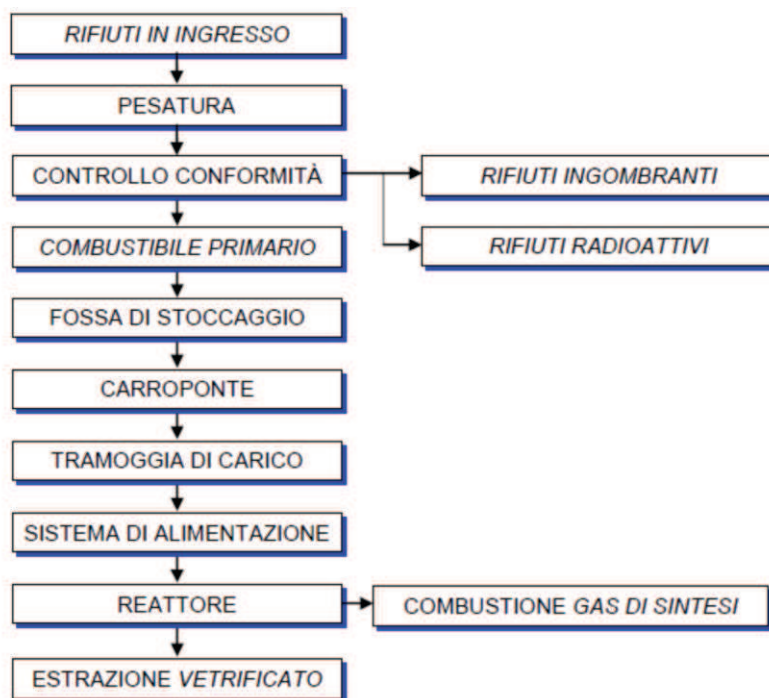 RIFIUTI IN INGRESSO
PESATURA
CONTROLLO CONFORMITÀ
RIFIUTI INGOMBRANTI
COMBUSTIBILE PRIMARIO
RIFIUTI RADIOATTIVI
FOSSA DI STOCCAGGIO
CARROPONTE
TRAMOGGIA DI CARICO
SISTEMA DI ALIMENTAZIONE
REATTORE
COMBUSTIONE GAS DI SINTESI
ESTRAZIONE VETRIFICATO